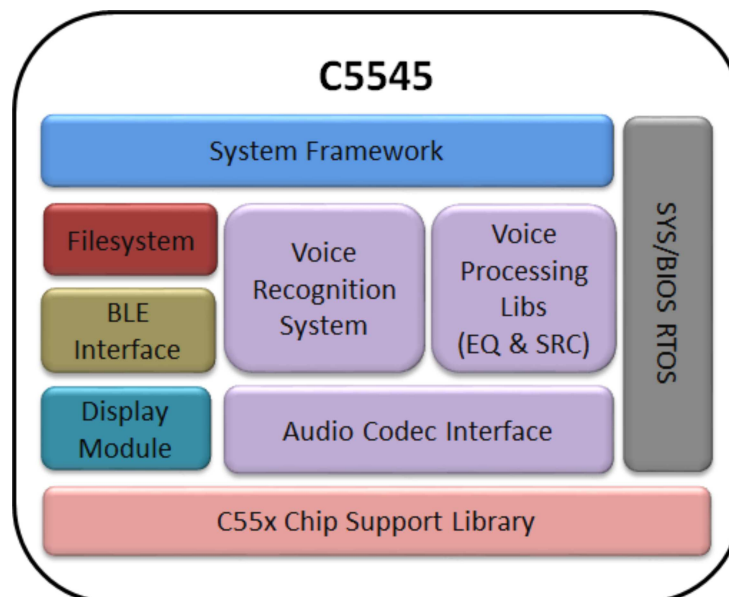 C5545
System Framework
Filesystem
BLE
Interface
Display
Module
Voice
Recognition
System
Voice
Processing
Libs
(EQ & SRC)
Audio Codec Interface
SYS/BIOS RTOS
C55x Chip Support Library